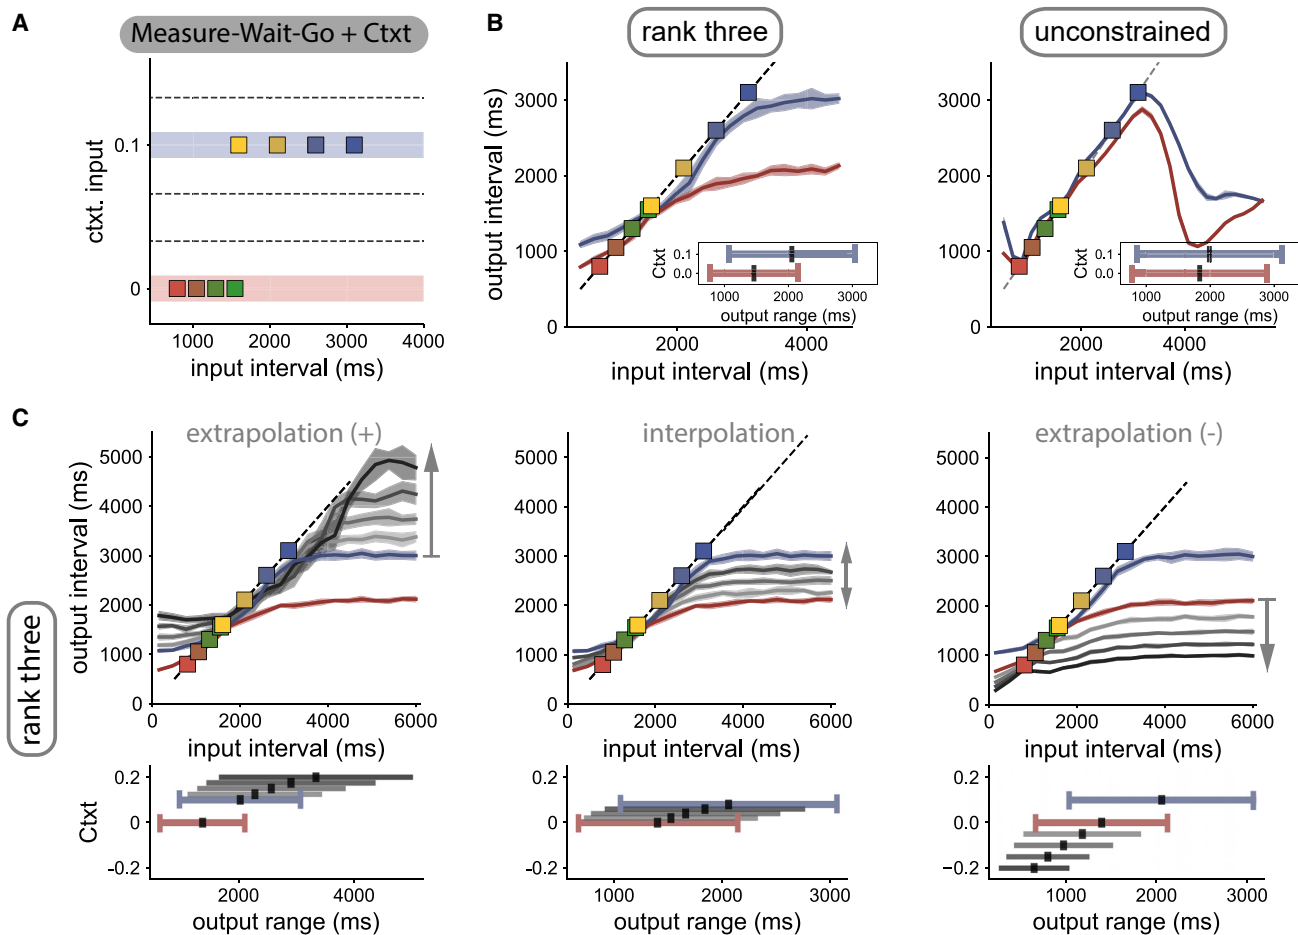 A
Measure-Wait-Go + Ctxt
ctxt. input
0.1
0
1000 2000 3000 4000
input interval (ms)
B
rank three
output interval (ms)
3000
2000
1000
0
Ctxt
0.1
0.0
1000 2000 3000
output range (ms)
2000 4000
input interval (ms)
unconstrained
3000
2000
1000
0
Ctxt
0.1
0.0
1000 2000 3000
output range (ms)
2000 4000
input interval (ms)
C
rank three
extrapolation (+)
output interval (ms)
5000
4000
3000
2000
1000
0
0 2000 4000 6000
input interval (ms)
interpolation
5000
4000
3000
2000
1000
0
0 2000 4000 6000
input interval (ms)
extrapolation (-)
5000
4000
3000
2000
1000
0
0 2000 4000 6000
input interval (ms)
Ctxt
0.2
0
-0.2
2000 4000
output range (ms)
0.2
0
-0.2
1000 2000 3000
output range (ms)
0.2
0.0
−0.2
1000 2000 3000
output range (ms)